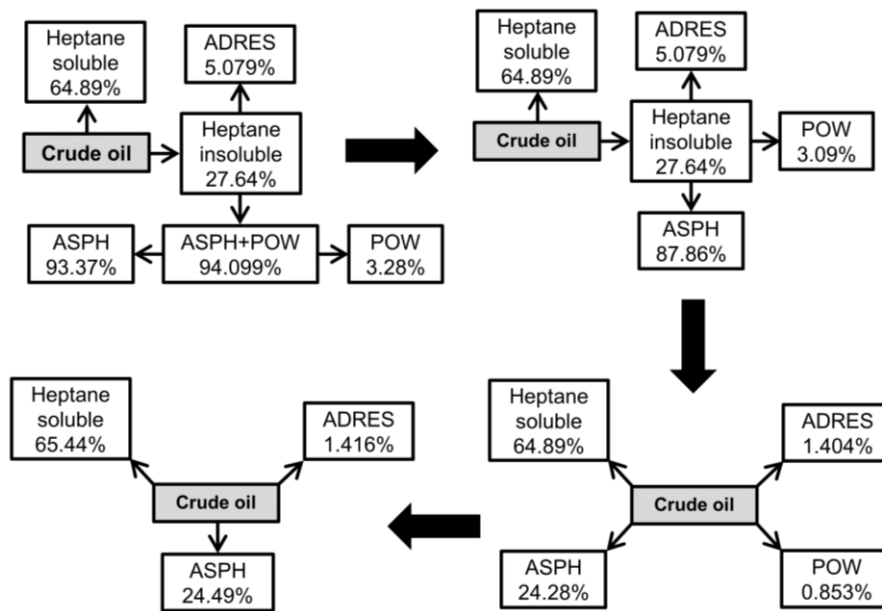 Heptane
soluble
64.89%
ADRES
5.079%
Crude oil
Heptane
insoluble
27.64%
ASPH
93.37%
ASPH+POW
94.099%
POW
3.28%
Heptane
soluble
64.89%
ADRES
5.079%
Crude oil
Heptane
insoluble
27.64%
POW
3.09%
ASPH
87.86%
Heptane
soluble
65.44%
ADRES
1.416%
Crude oil
ASPH
24.49%
Heptane
soluble
64.89%
ADRES
1.404%
Crude oil
ASPH
24.28%
POW
0.853%